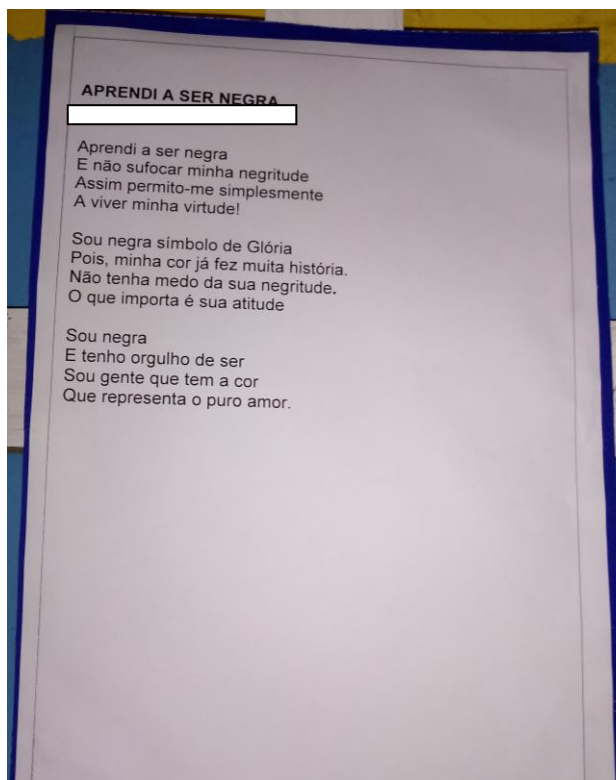 APRENDI A SER NEGRA
Aprendi a ser negra
E não sufocar minha negritude
Assim permito-me simplesmente
A viver minha virtude!
Sou negra símbolo de Glória
Pois, minha cor já fez muita história.
Não tenha medo da sua negritude.
O que importa é sua atitude
Sou negra
E tenho orgulho de ser
Sou gente que tem a cor
Que representa o puro amor.